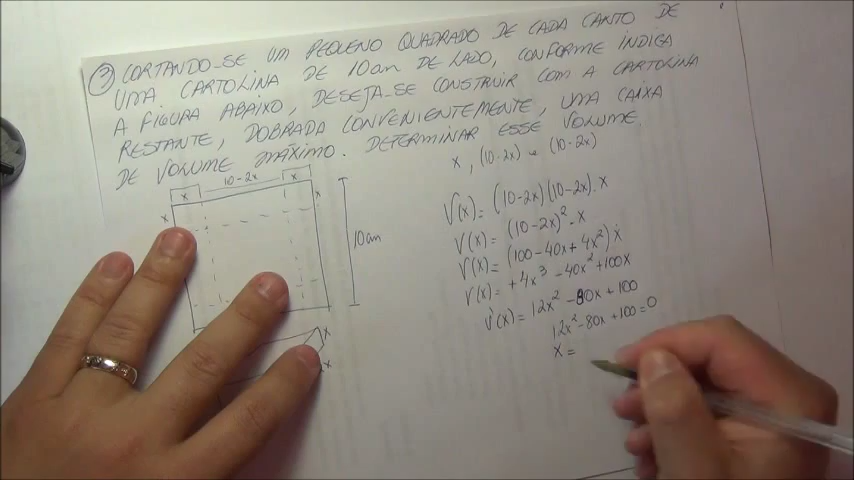 3 CORTANDO-SE UM PEQUENO QUADRADO DE CADA CANTO DE
UMA CARTOLINA DE 10cm DE LADO, CONFORME INDICA
A FIGURA ABAIXO, DESEJA-SE CONSTRUIR COM A CARTOLINA
RESTANTE, DOBRADA CONVENIENTEMENTE, UMA CAIXA
DE VOLUME MÁXIMO. DETERMINAR ESSE VOLUME.
x, (10-2x) e (10-2x)
x 10-2x x
x x
10cm
V(x) = (10-2x)(10-2x).x
V(x) = (10-2x)².x
V(x) = (100-40x+4x²)x
V(x) = +4x³ -40x² +100x
V'(x) = 12x² -80x +100
12x² -80x +100 = 0
x =
x
x